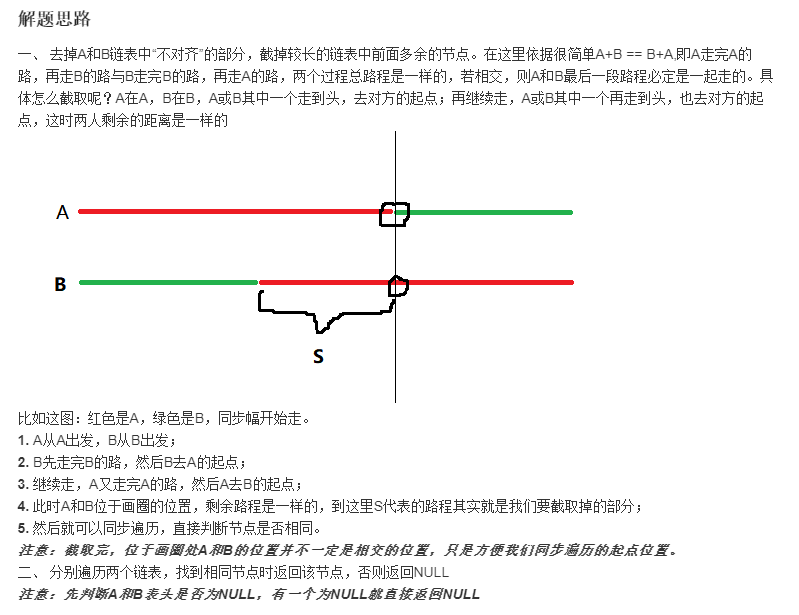 解题思路
一、 去掉A和B链表中“不对齐”的部分，截掉较长的链表中前面多余的节点。在这里依据很简单A+B == B+A,即A走完A的
路，再走B的路与B走完B的路，再走A的路，两个过程总路程是一样的，若相交，则A和B最后一段路程必定是一起走的。具
体怎么截取呢？A在A，B在B，A或B其中一个走到头，去对方的起点；再继续走，A或B其中一个再走到头，也去对方的起
点，这时两人剩余的距离是一样的
A
B
S
比如这图：红色是A，绿色是B，同步幅开始走。
1. A从A出发，B从B出发；
2. B先走完B的路，然后B去A的起点；
3. 继续走，A又走完A的路，然后A去B的起点；
4. 此时A和B位于画圈的位置，剩余路程是一样的，到这里S代表的路程其实就是我们要截取掉的部分；
5. 然后就可以同步遍历，直接判断节点是否相同。
注意：截取完，位于画圈处A和B的位置并不一定是相交的位置，只是方便我们同步遍历的起点位置。
二、 分别遍历两个链表，找到相同节点时返回该节点，否则返回NULL
注意：先判断A和B表头是否为NULL，有一个为NULL就直接返回NULL